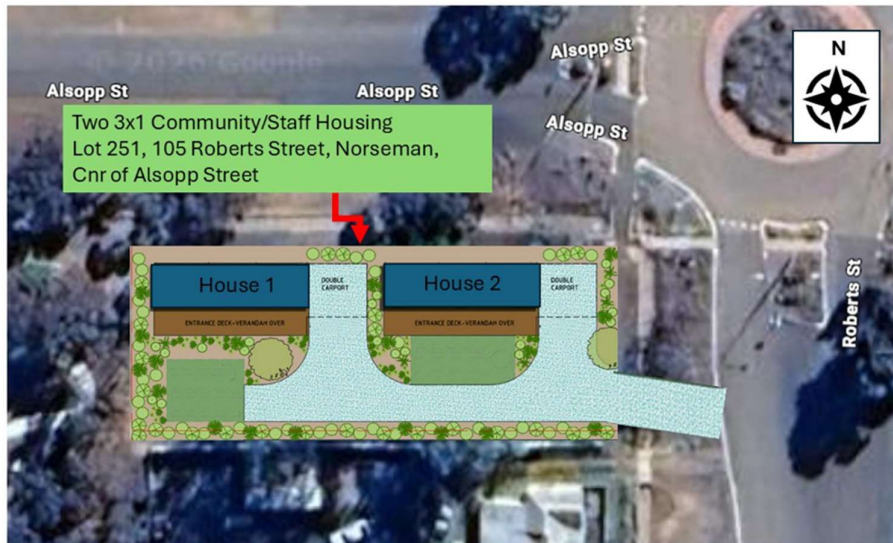 © 2026 Google
Alsopp St
Alsopp St
Alsopp St
Alsopp St
N
Two 3x1 Community/Staff Housing
Lot 251, 105 Roberts Street, Norseman,
Cnr of Alsopp Street
House 1
DOUBLE
CARPORT
House 2
DOUBLE
CARPORT
ENTRANCE DECK-VERANDAH OVER
ENTRANCE DECK-VERANDAH OVER
Roberts St